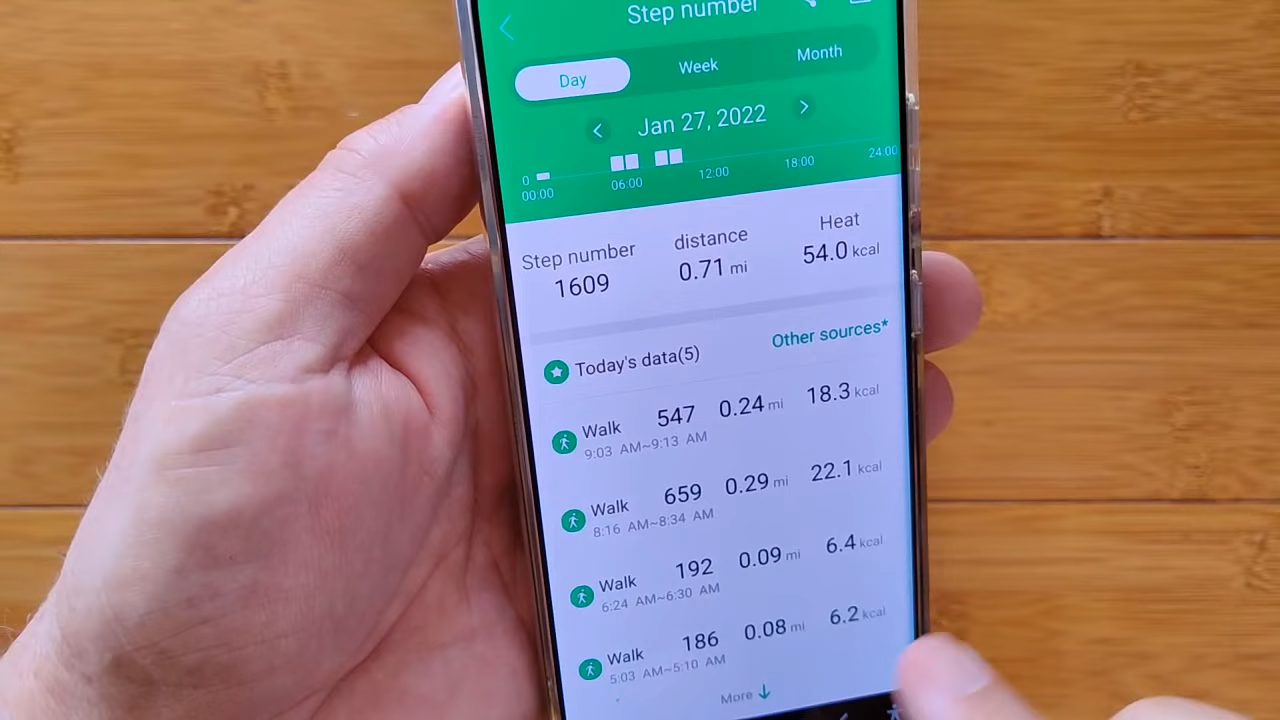 Step number
Day Week Month
Jan 27, 2022
0
00:00 06:00 12:00 18:00 24:00
Step number distance Heat
1609 0.71 mi 54.0 kcal
Today's data(5) Other sources*
Walk 547 0.24 mi 18.3 kcal
9:03 AM~9:13 AM
Walk 659 0.29 mi 22.1 kcal
8:16 AM~8:34 AM
Walk 192 0.09 mi 6.4 kcal
6:24 AM~6:30 AM
Walk 186 0.08 mi 6.2 kcal
5:03 AM~5:10 AM
More